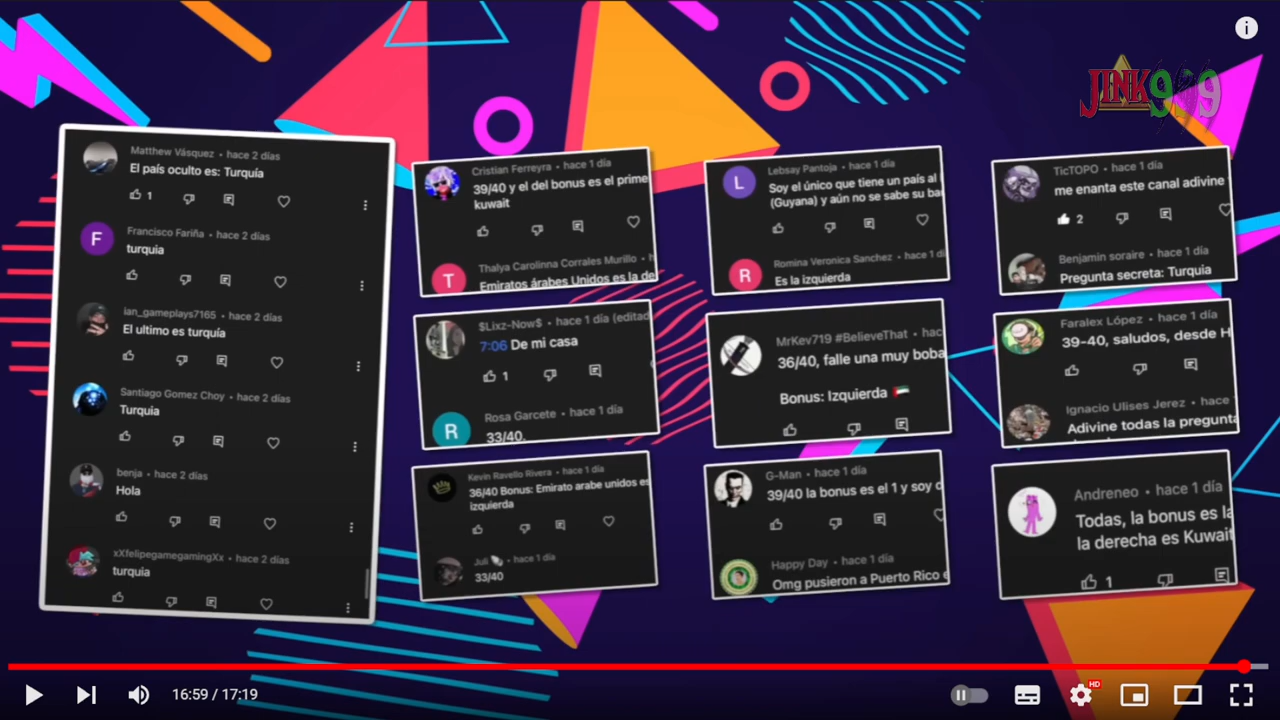 JINK909
Matthew Vásquez • hace 2 días
El país oculto es: Turquía
1
F
Francisco Fariña • hace 2 días
turquia
ian_gameplays7165 • hace 2 días
El ultimo es turquía
Santiago Gomez Choy • hace 2 días
Turquia
benja • hace 2 días
Hola
xXfelipegamegamingXx • hace 2 días
turquia
Cristian Ferreyra • hace 1 día
39/40 y el del bonus es el prime
kuwait
T
Thalya Carolinna Corrales Murillo • h
Emiratos árabes Unidos es la de
$Lixz-Now$ • hace 1 día (editad
7:06 De mi casa
1
R
Rosa Garcete • hace 1 día
33/40.
Kevin Ravello Rivera • hace 1 día
36/40 Bonus: Emirato arabe unidos es
izquierda
Juli • hace 1 día
33/40
L
Lebsay Pantoja • hace 1 día
Soy el único que tiene un país al
(Guyana) y aún no se sabe su ba
R
Romina Veronica Sanchez • hace 1 d
Es la izquierda
MrKev719 #BelieveThat • hac
36/40, falle una muy boba
Bonus: Izquierda
G-Man • hace 1 día
39/40 la bonus es el 1 y soy d
Happy Day • hace 1 día
Omg pusieron a Puerto Rico e
TicTOPO • hace 1 día
me enanta este canal adivine
2
Benjamin soraire • hace 1 día
Pregunta secreta: Turquia
Faralex López • hace 1 día
39-40, saludos, desde H
Ignacio Ulises Jerez • hace
Adivine todas la pregunta
Andreneo • hace 1 día
Todas, la bonus es la
la derecha es Kuwait
1
16:59 / 17:19
HD